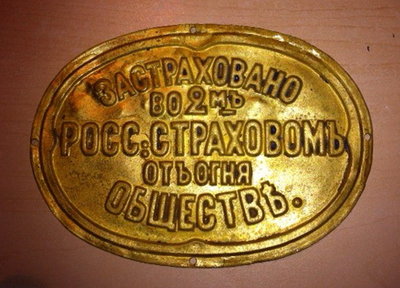 ЗАСТРАХОВАНО
ВО 2мъ
РОСС: СТРАХОВОМЪ
ОТЪ ОГНЯ
ОБЩЕСТВѢ.